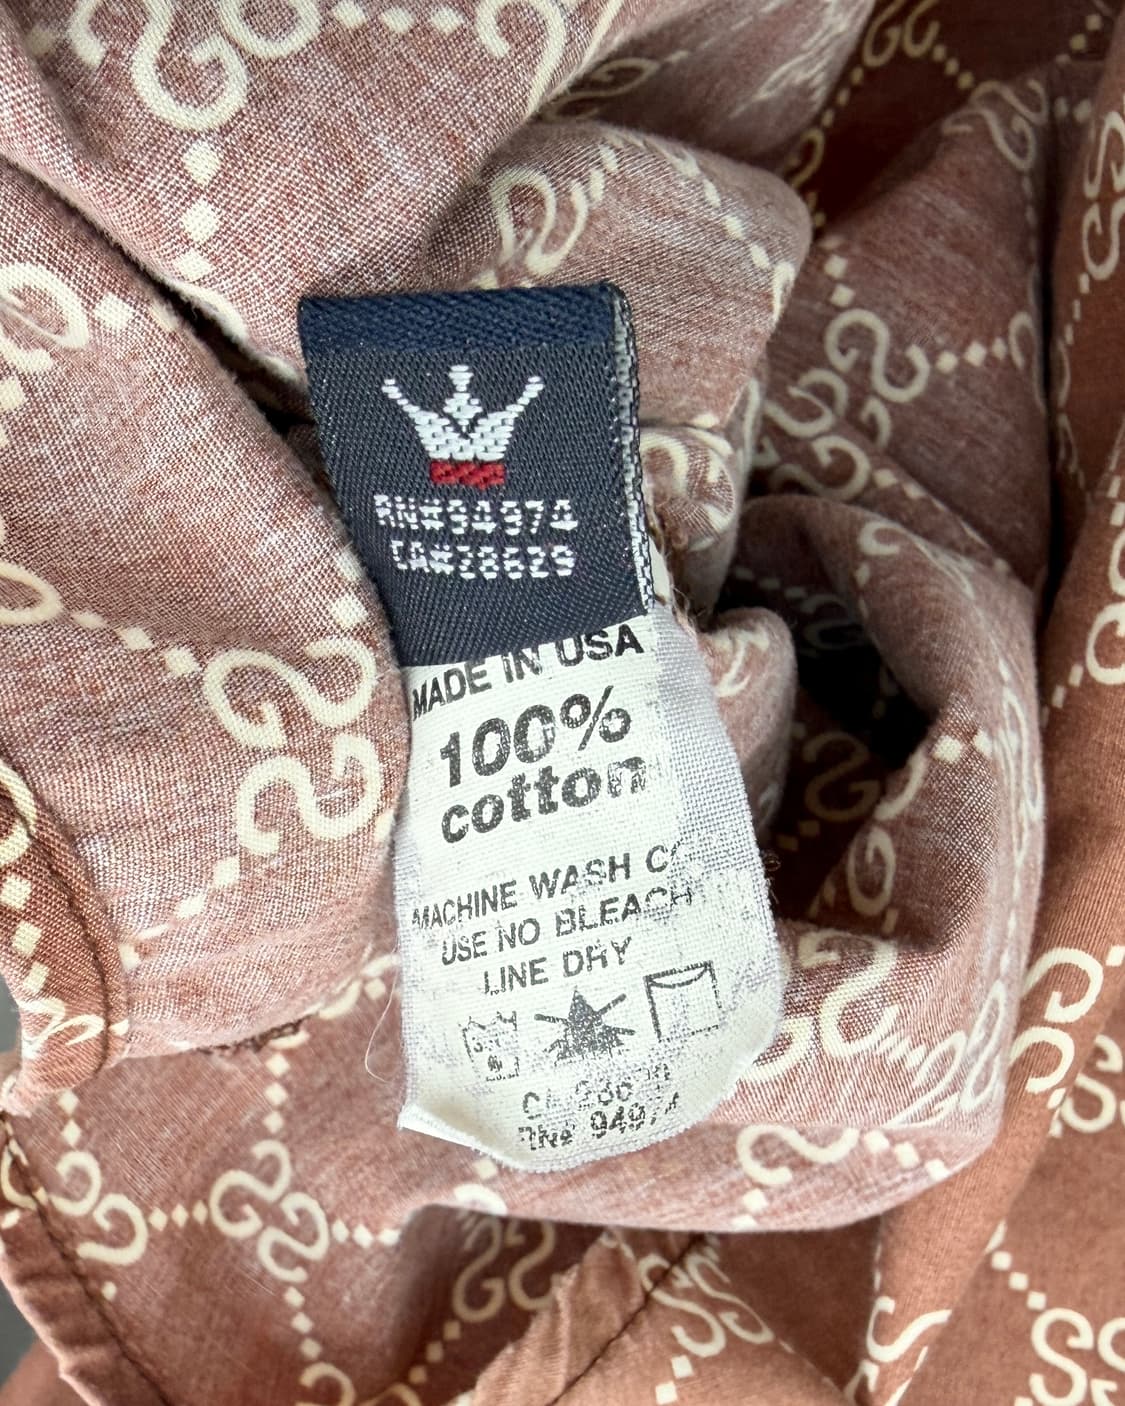 RN#94974
CA#28629
MADE IN USA
100%
cotton
MACHINE WASH
USE NO BLEACH
LINE DRY